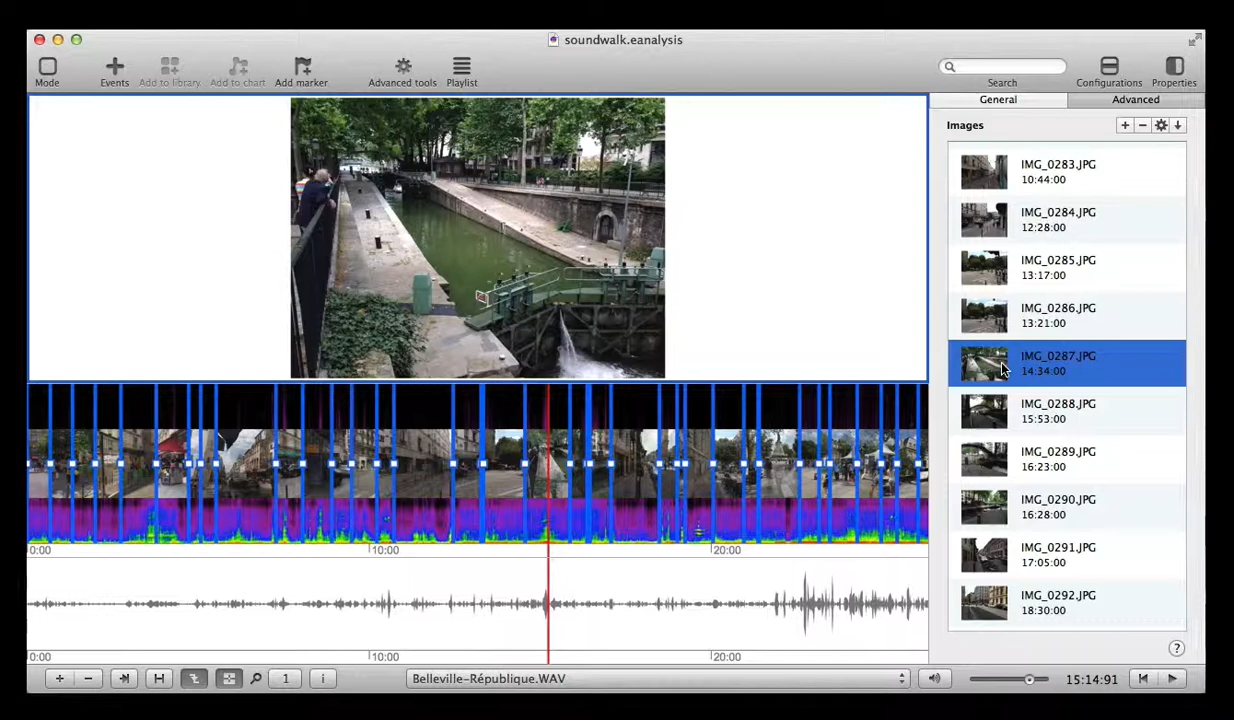 soundwalk.eanalysis
Mode Events Add to library Add to chart Add marker Advanced tools Playlist Search Configurations Properties
General Advanced
Images
IMG_0283.JPG
10:44:00
IMG_0284.JPG
12:28:00
IMG_0285.JPG
13:17:00
IMG_0286.JPG
13:21:00
IMG_0287.JPG
14:34:00
IMG_0288.JPG
15:53:00
IMG_0289.JPG
16:23:00
IMG_0290.JPG
16:28:00
IMG_0291.JPG
17:05:00
IMG_0292.JPG
18:30:00
0:00 10:00 20:00
0:00 10:00 20:00
1 i Belleville-République.WAV 15:14:91